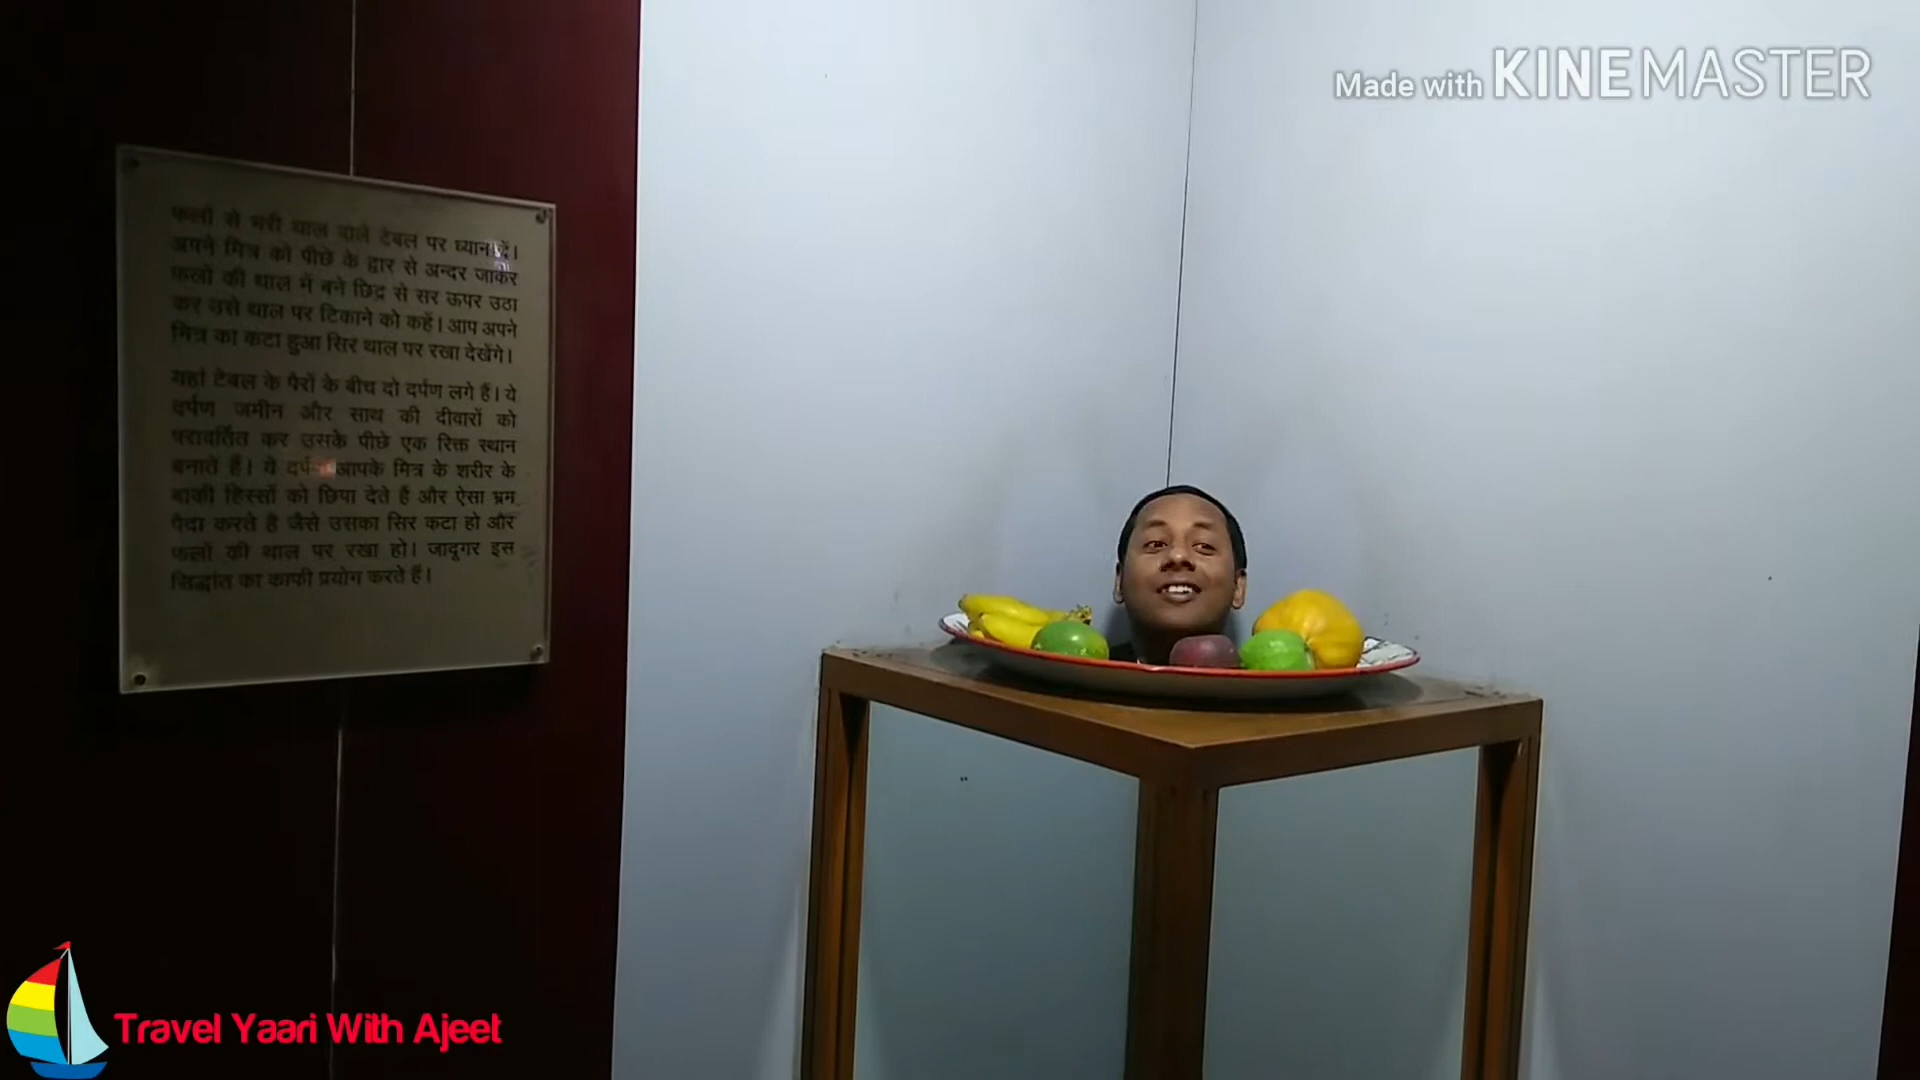 Made with KINEMASTER
फलों से भरी थाल वाले टेबल पर ध्यान दें।
अपने मित्र को पीछे के द्वार से अन्दर जाकर
फलों की थाल में बने छिद्र से सर ऊपर उठा
कर उसे थाल पर टिकाने को कहें। आप अपने
मित्र का कटा हुआ सिर थाल पर रखा देखेंगे।
यहां टेबल के पैरों के बीच दो दर्पण लगे हैं। ये
दर्पण जमीन और साथ की दीवारों को
परावर्तित कर उसके पीछे एक रिक्त स्थान
बनाते हैं। ये दर्पण आपके मित्र के शरीर के
बाकी हिस्सों को छिपा देते हैं और ऐसा भ्रम
पैदा करते है जैसे उसका सिर कटा हो और
फलों की थाल पर रखा हो। जादूगर इस
सिद्धांत का काफी प्रयोग करते हैं।
Travel Yaari With Ajeet